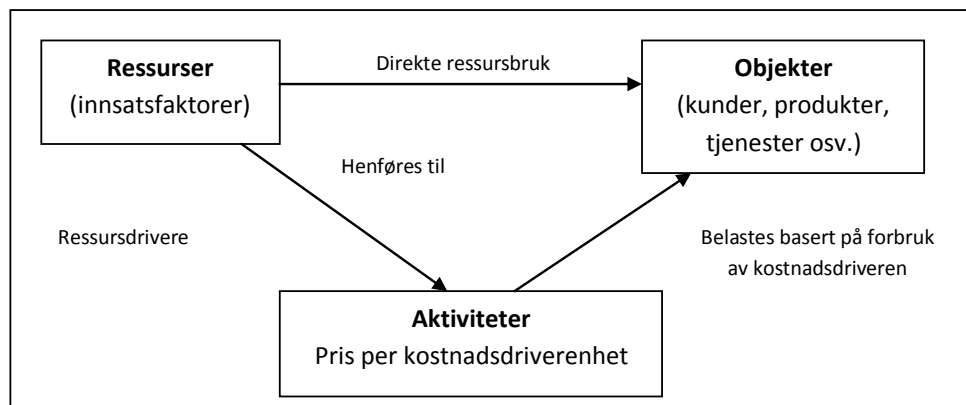 Ressurser
(innsatsfaktorer)
Direkte ressursbruk
Objekter
(kunder, produkter,
tjenester osv.)
Henføres til
Ressursdrivere
Belastes basert på forbruk
av kostnadsdriveren
Aktiviteter
Pris per kostnadsdriverenhet